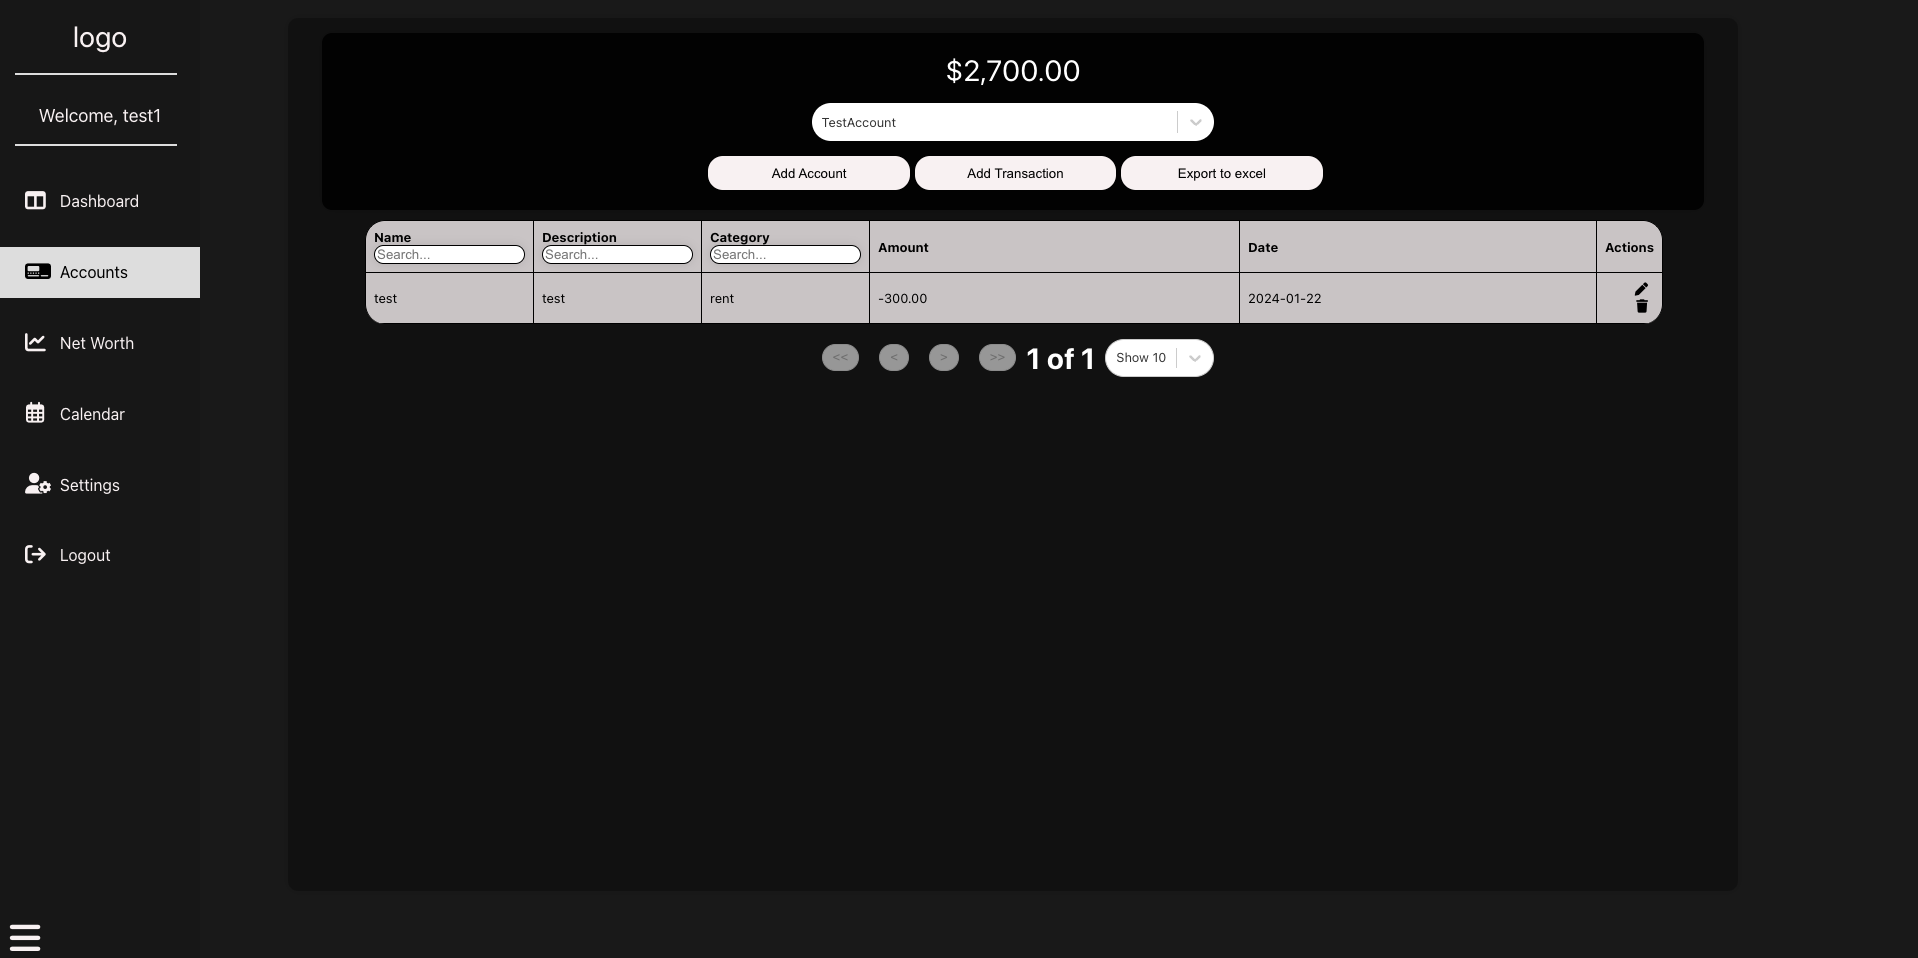 logo
Welcome, test1
Dashboard
Accounts
Net Worth
Calendar
Settings
Logout
$2,700.00
TestAccount
Add Account Add Transaction Export to excel
Name Description Category Amount Date Actions
Search... Search... Search...
test test rent -300.00 2024-01-22
<< < > >> 1 of 1 Show 10